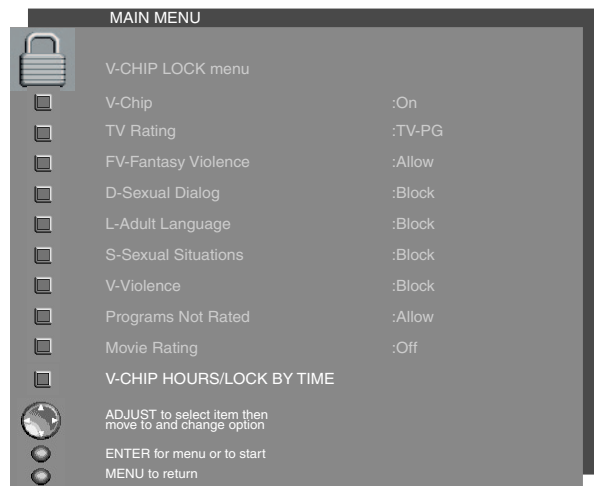 MAIN MENU
V-CHIP LOCK menu
V-Chip :On
TV Rating :TV-PG
FV-Fantasy Violence :Allow
D-Sexual Dialog :Block
L-Adult Language :Block
S-Sexual Situations :Block
V-Violence :Block
Programs Not Rated :Allow
Movie Rating :Off
V-CHIP HOURS/LOCK BY TIME
ADJUST to select item then
move to and change option
ENTER for menu or to start
MENU to return